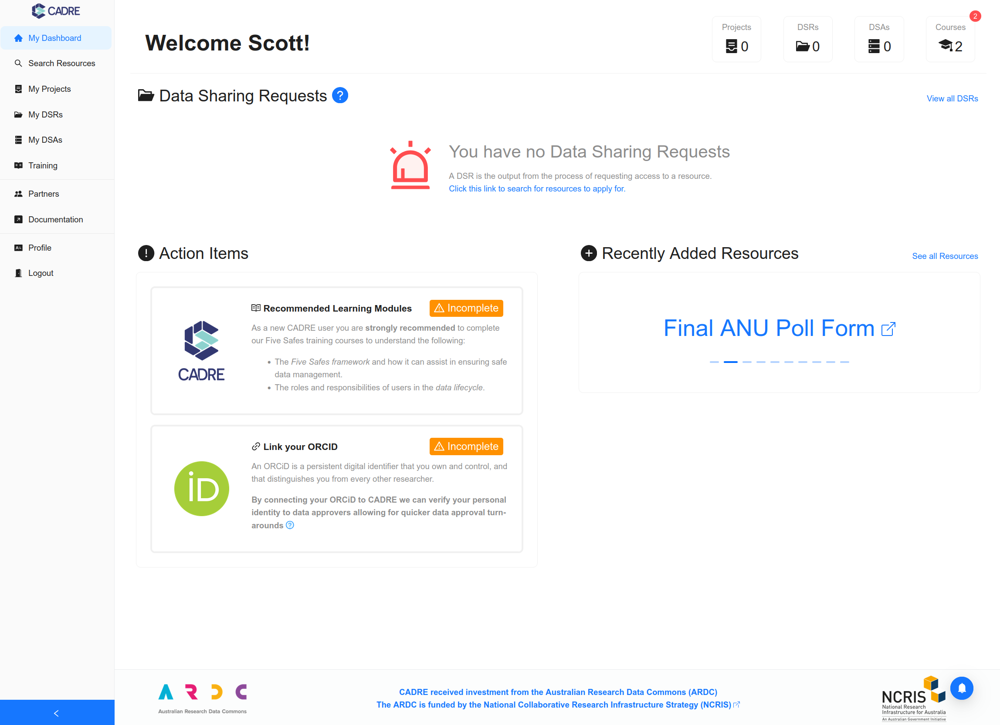 CADRE
My Dashboard
Search Resources
My Projects
My DSRs
My DSAs
Training
Partners
Documentation
Profile
Logout
Welcome Scott!
Projects
0
DSRs
0
DSAs
0
Courses
2
2
Data Sharing Requests ?
View all DSRs
You have no Data Sharing Requests
A DSR is the output from the process of requesting access to a resource.
Click this link to search for resources to apply for.
Action Items
CADRE
Recommended Learning Modules
Incomplete
As a new CADRE user you are strongly recommended to complete
our Five Safes training courses to understand the following:
• The Five Safes framework and how it can assist in ensuring safe
data management.
• The roles and responsibilities of users in the data lifecycle.
iD
Link your ORCID
Incomplete
An ORCiD is a persistent digital identifier that you own and control, and
that distinguishes you from every other researcher.
By connecting your ORCiD to CADRE we can verify your personal
identity to data approvers allowing for quicker data approval turn-
arounds ?
Recently Added Resources
See all Resources
Final ANU Poll Form
ARDC
Australian Research Data Commons
CADRE received investment from the Australian Research Data Commons (ARDC)
The ARDC is funded by the National Collaborative Research Infrastructure Strategy (NCRIS)
NCRIS
National Research
Infrastructure for Australia
An Australian Government Initiative